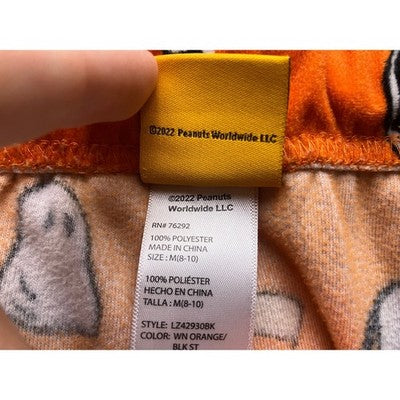 ©2022 Peanuts Worldwide LLC
©2022 Peanuts
Worldwide LLC
RN# 76292
100% POLYESTER
MADE IN CHINA
SIZE : M(8-10)
100% POLIÉSTER
HECHO EN CHINA
TALLA : M(8-10)
STYLE: LZ42930BK
COLOR: WN ORANGE/
BLK ST